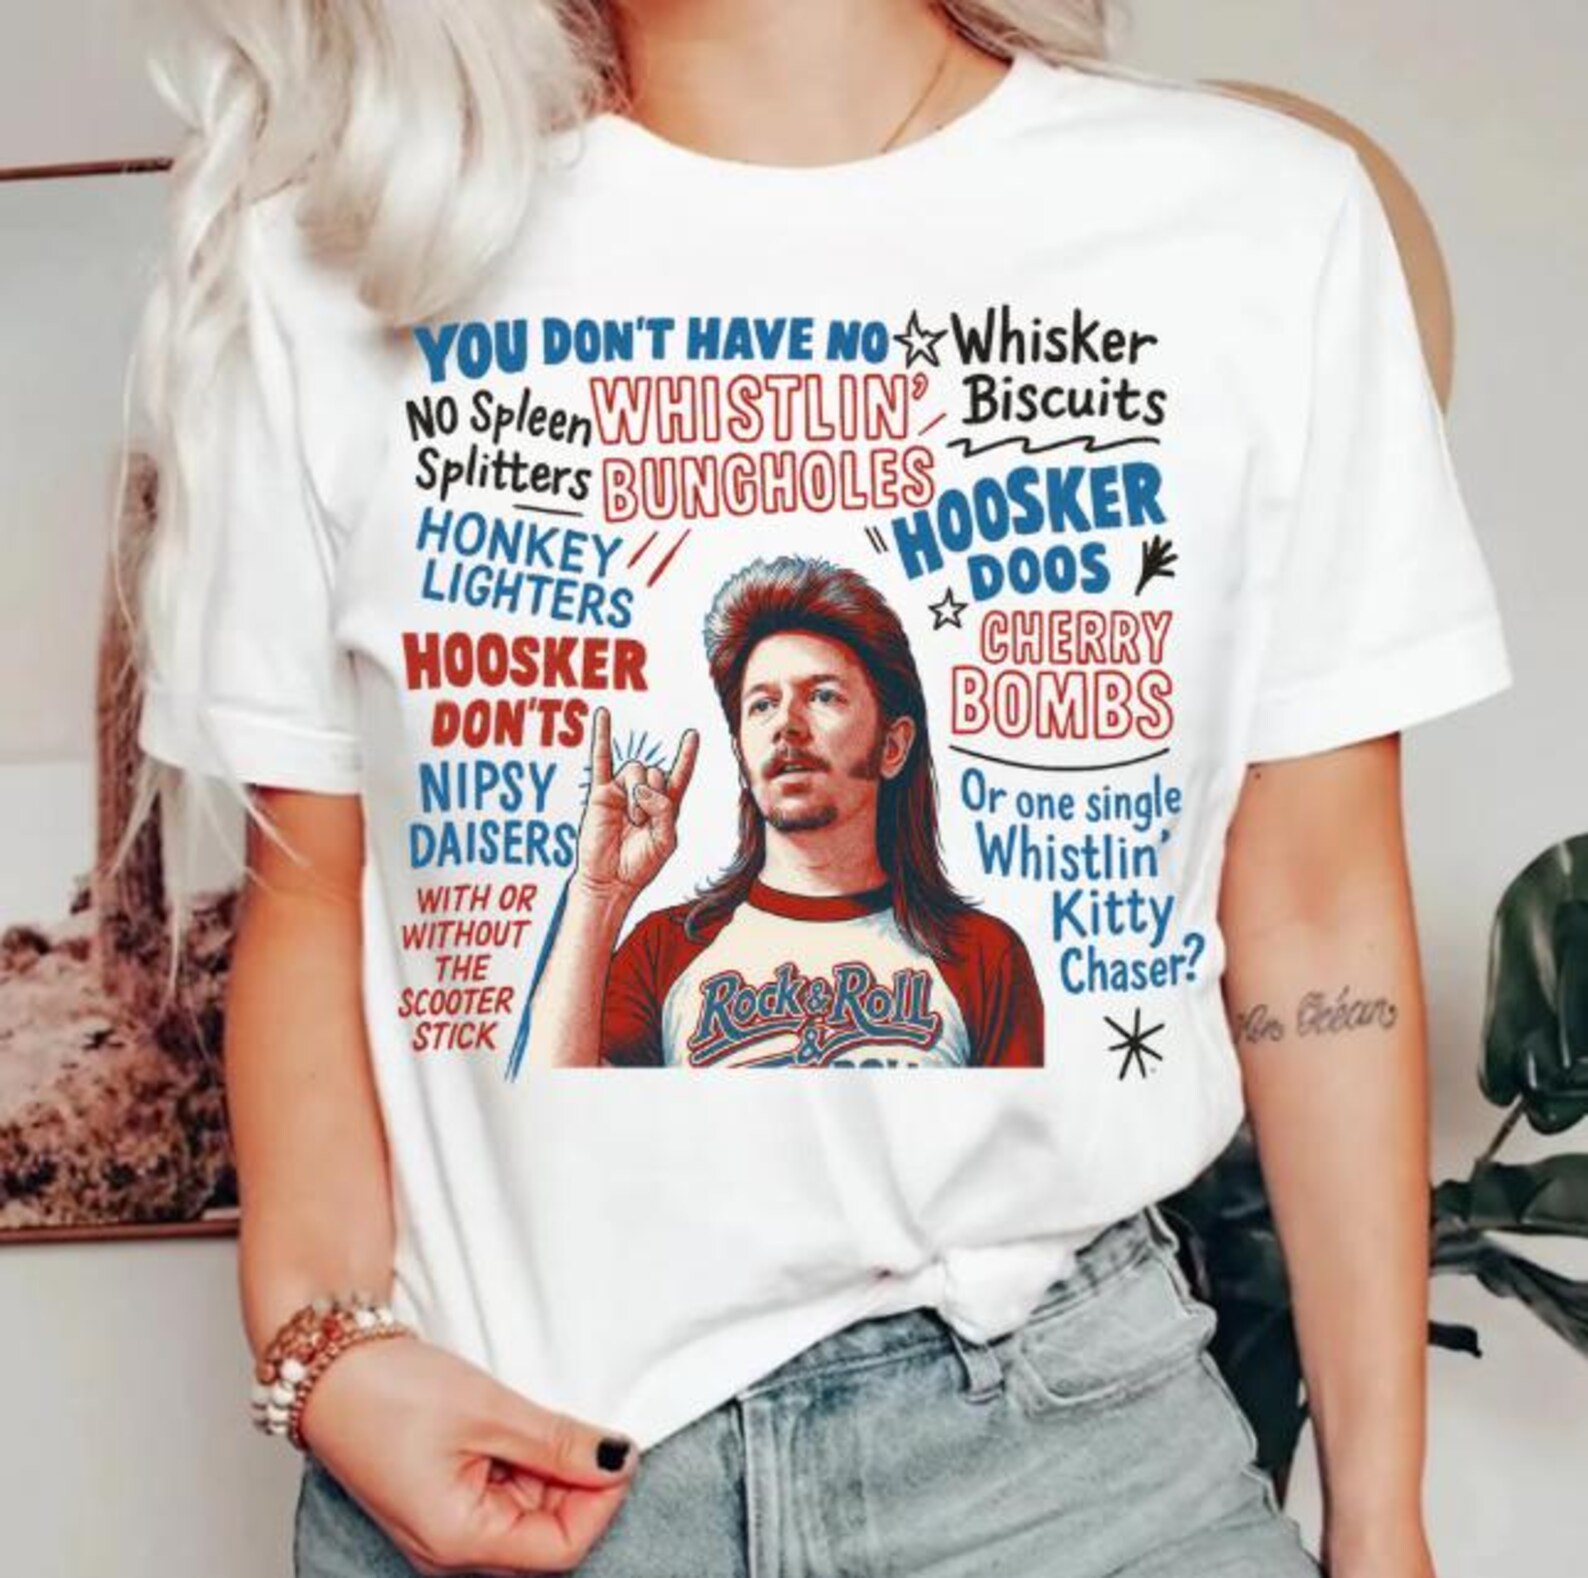 YOU DON'T HAVE NO
NO Spleen
Splitters
WHISTLIN'
BUNGHOLES
Whisker
Biscuits
HONKEY
LIGHTERS
HOOSKER
DOOS
HOOSKER
DON'TS
CHERRY
BOMBS
NIPSY
DAISERS
WITH OR
WITHOUT
THE
SCOOTER
STICK
Or one single
Whistlin'
Kitty
Chaser?
Rock & Roll
&